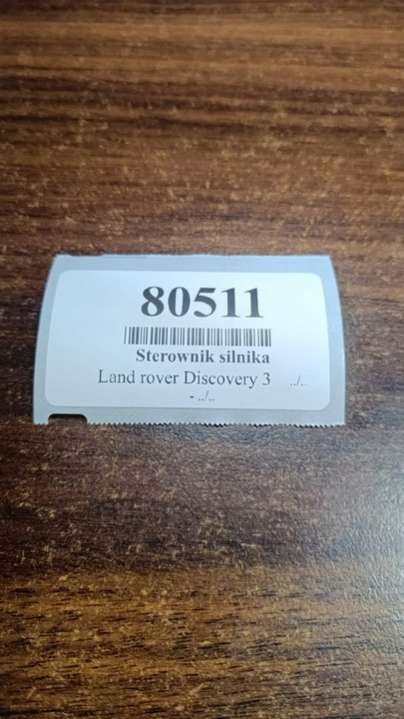 80511
Sterownik silnika
Land rover Discovery 3 ../..
- ../..